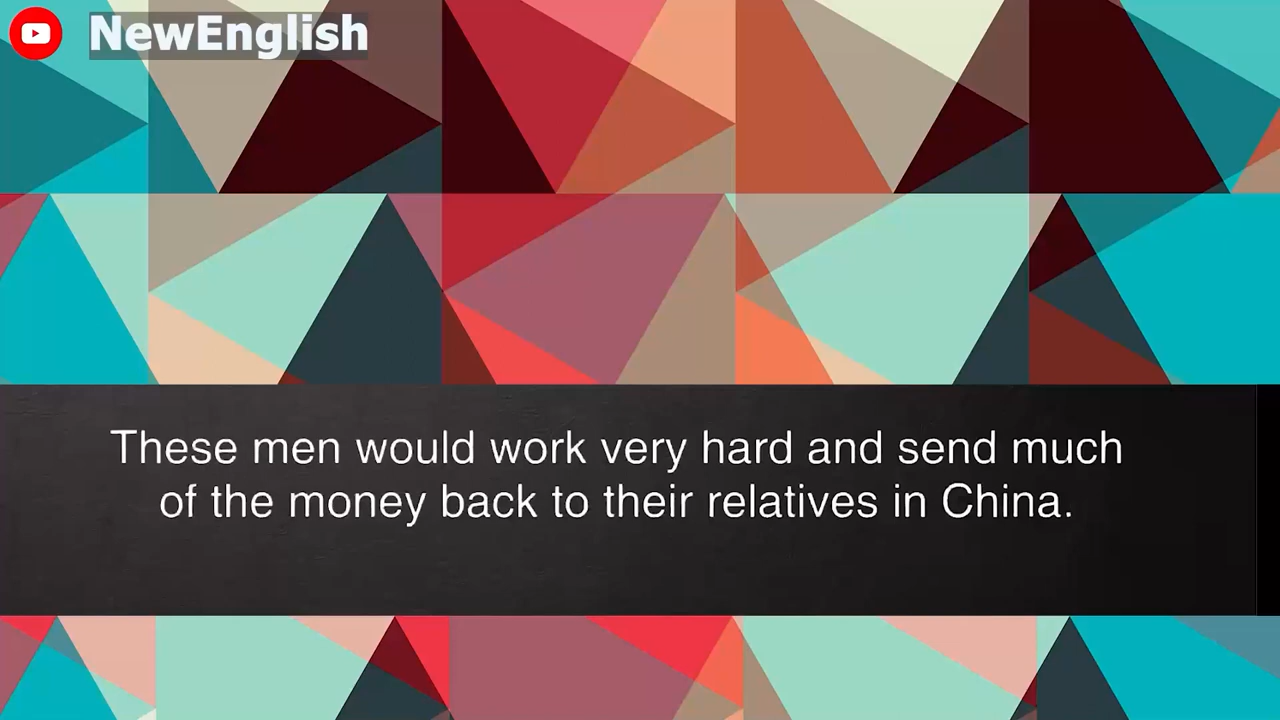 NewEnglish
These men would work very hard and send much
of the money back to their relatives in China.